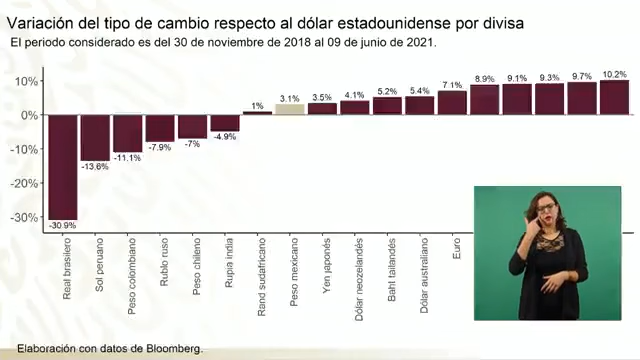 Variación del tipo de cambio respecto al dólar estadounidense por divisa
El periodo considerado es del 30 de noviembre de 2018 al 09 de junio de 2021.
10%
0%
-10%
-20%
-30%
-30.9%
-13.6%
-11.1%
-7.9%
-7%
-4.9%
1%
3.1%
3.5%
4.1%
5.2%
5.4%
7.1%
8.9%
9.1%
9.3%
9.7%
10.2%
Real brasilero
Sol peruano
Peso colombiano
Rublo ruso
Peso chileno
Rupia india
Rand sudafricano
Peso mexicano
Yen japonés
Dólar neozelandés
Baht tailandés
Dólar australiano
Euro
Elaboración con datos de Bloomberg.